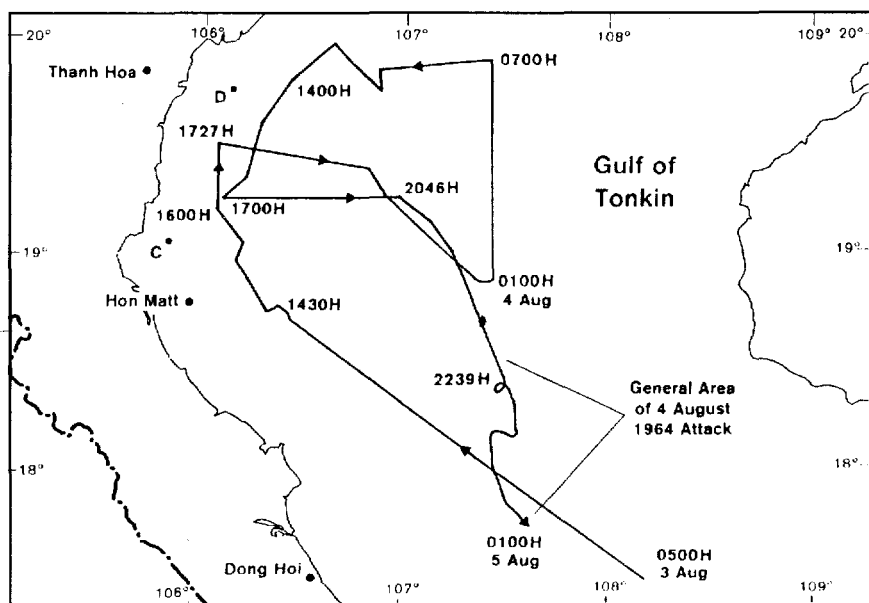 106°
107°
108°
109°
20°
20°
20°
Thanh Hoa
D
0700H
1400H
1727H
Gulf of
Tonkin
2046H
1600H
1700H
19°
19°
C
0100H
4 Aug
Hon Matt
1430H
2239H
General Area
of 4 August
1964 Attack
18°
18°
0100H
5 Aug
0500H
3 Aug
Dong Hoi
106°
107°
108°
109°